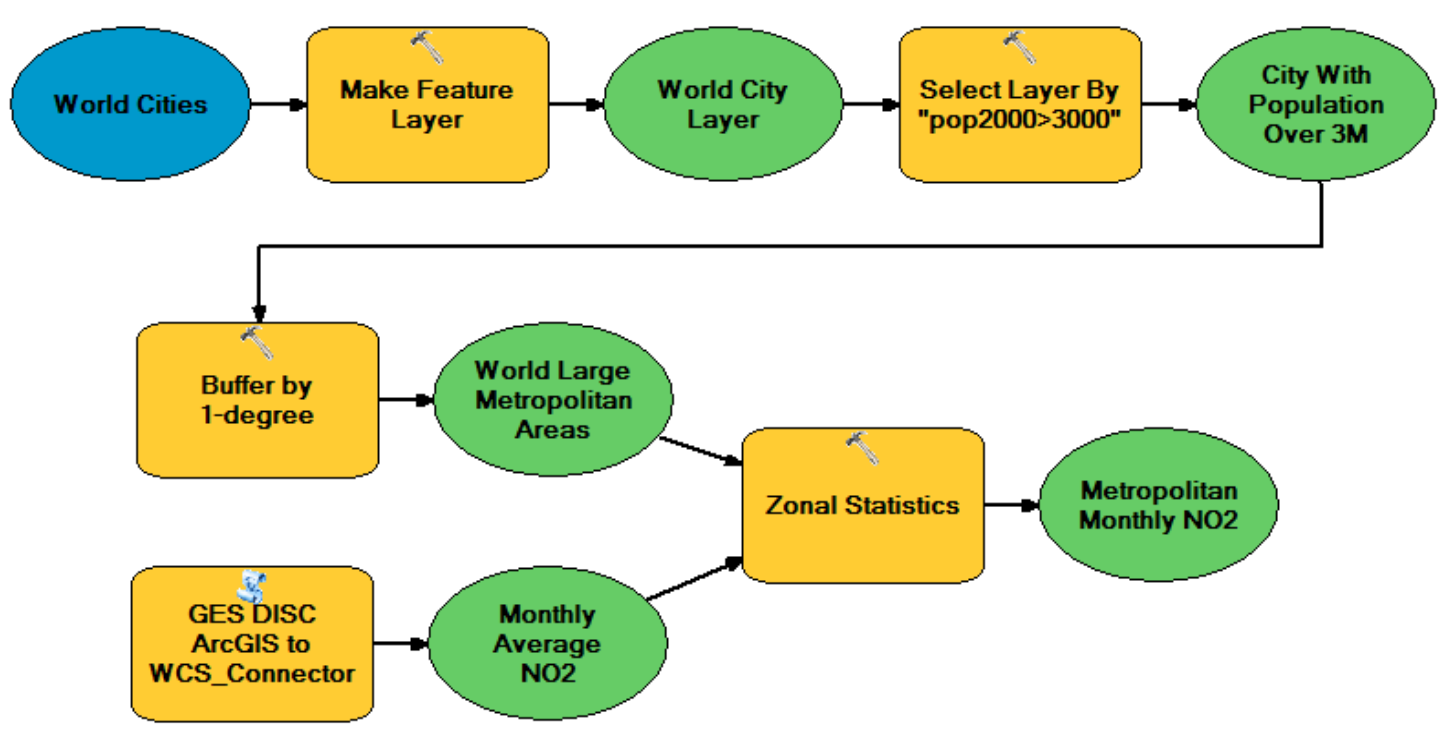 World Cities
Make Feature
Layer
World City
Layer
Select Layer By
"pop2000>3000"
City With
Population
Over 3M
Buffer by
1-degree
World Large
Metropolitan
Areas
Zonal Statistics
Metropolitan
Monthly NO2
GES DISC
ArcGIS to
WCS_Connector
Monthly
Average
NO2